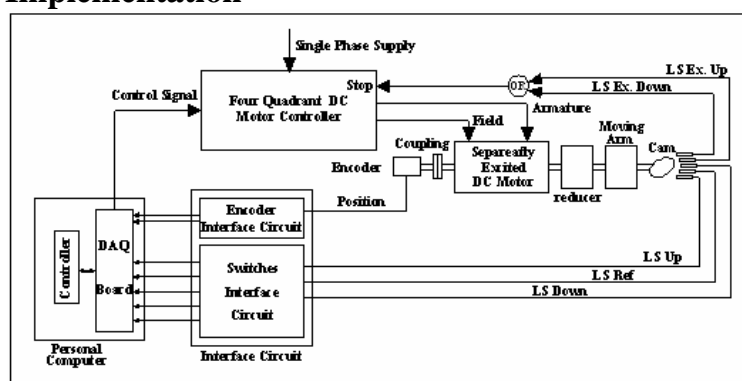 Implementation
Single Phase Supply
LS Ex. Up
Stop
OR
LS Ex. Down
Control Signal
Four Quadrant DC
Motor Controller
Armature
Field
Moving
Arm
Cam
Coupling
Encoder
Separeafly
Excited
DC Motor
reducer
Position
Encoder
Interface Circuit
DAQ
Board
Controller
Switches
Interface
Circuit
LS Up
LS Ref
LS Down
Personal
Computer
Interface Circuit